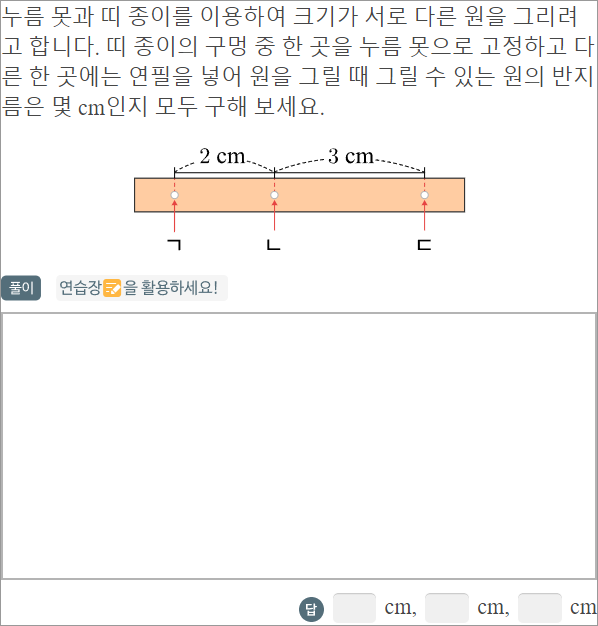 누름 못과 띠 종이를 이용하여 크기가 서로 다른 원을 그리려
고 합니다. 띠 종이의 구멍 중 한 곳을 누름 못으로 고정하고 다
른 한 곳에는 연필을 넣어 원을 그릴 때 그릴 수 있는 원의 반지
름은 몇 cm인지 모두 구해 보세요.
2 cm 3 cm
ㄱ ㄴ ㄷ
풀이 연습장을 활용하세요!
답 cm, cm, cm